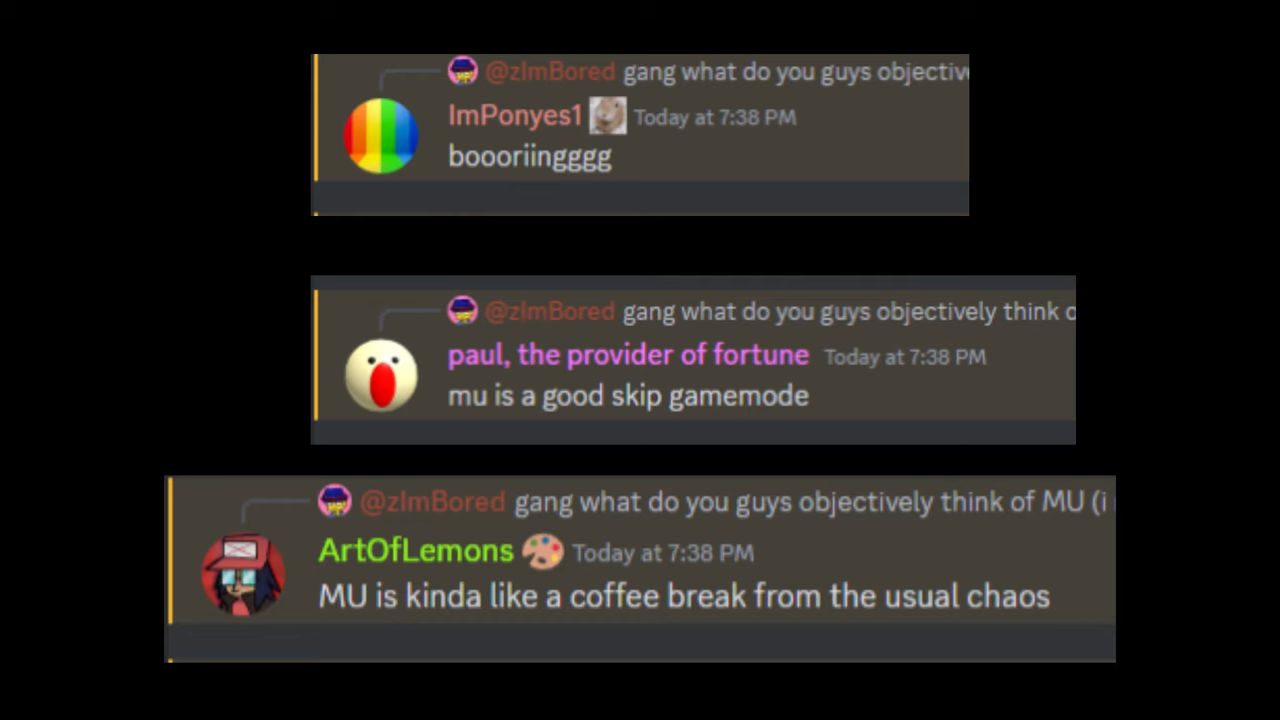 @zImBored gang what do you guys objectiv
ImPonyes1 Today at 7:38 PM
boooriingggg
@zImBored gang what do you guys objectively think o
paul, the provider of fortune Today at 7:38 PM
mu is a good skip gamemode
@zImBored gang what do you guys objectively think of MU (i
ArtOfLemons Today at 7:38 PM
MU is kinda like a coffee break from the usual chaos